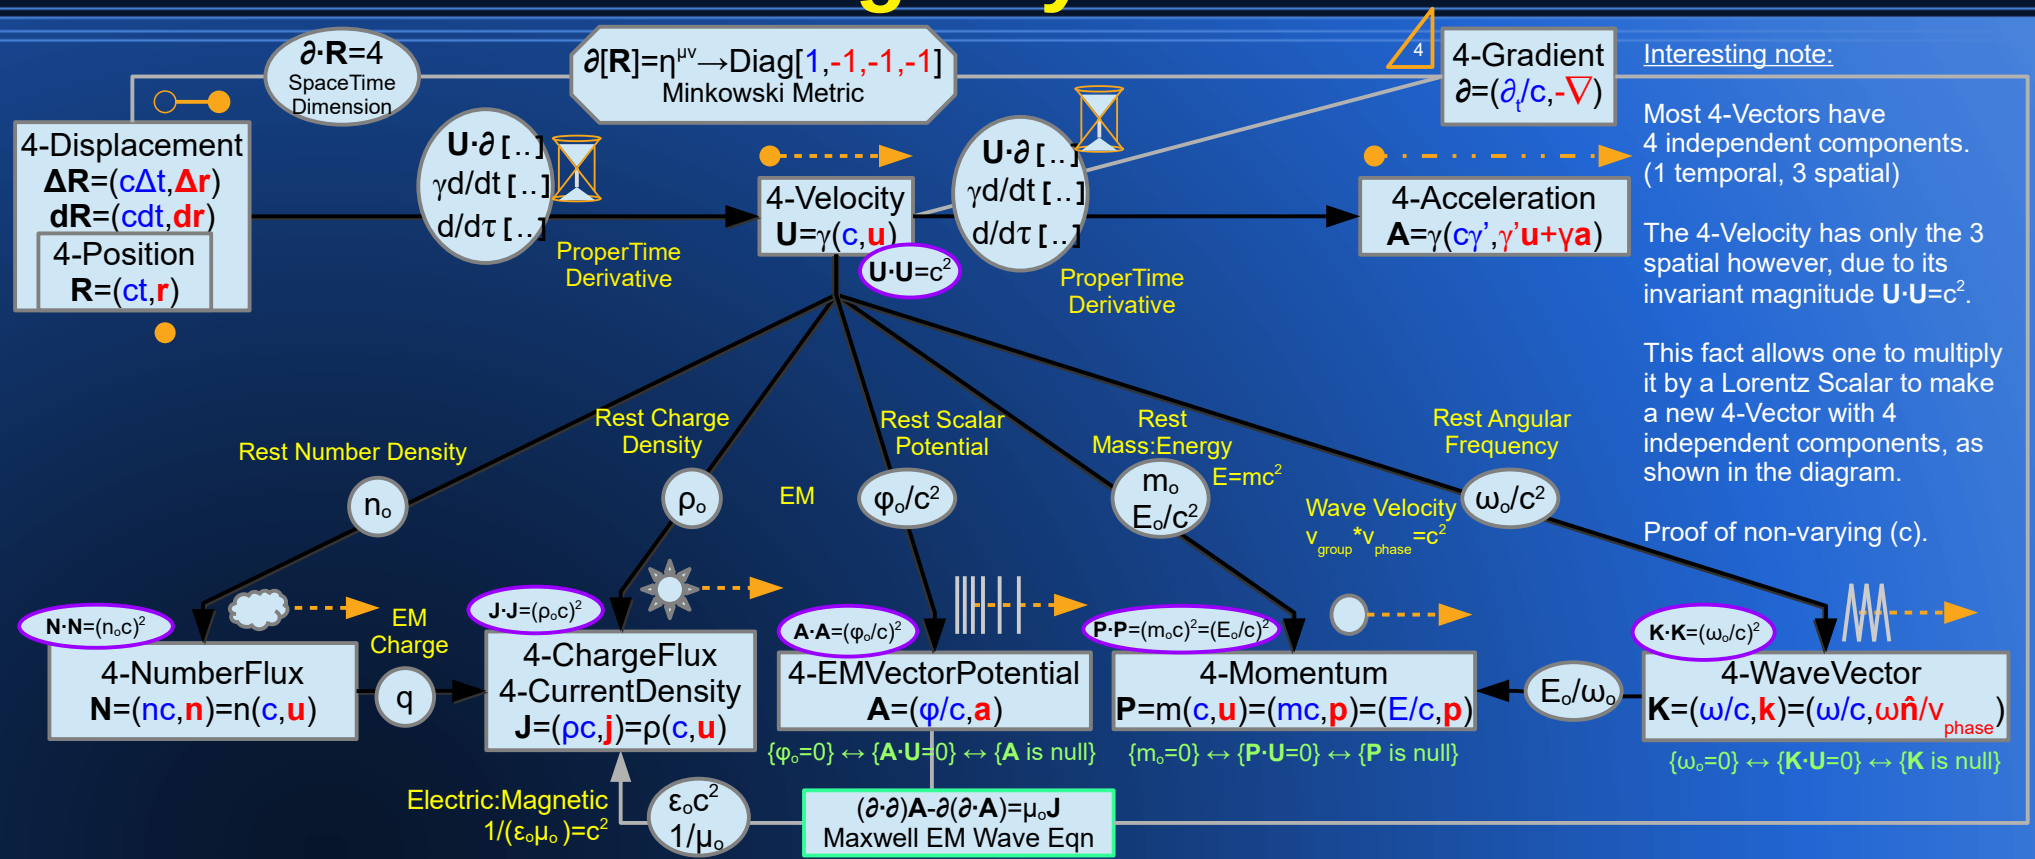 ∂·R=4
SpaceTime
Dimension
∂[R]=η^μν→Diag[1,-1,-1,-1]
Minkowski Metric
4
4-Gradient
∂=(∂_t/c,-∇)
4-Displacement
ΔR=(cΔt,Δr)
dR=(cdt,dr)
4-Position
R=(ct,r)
U·∂[..]
γd/dt[..]
d/dτ[..]
ProperTime
Derivative
4-Velocity
U=γ(c,u)
U·U=c²
U·∂[..]
γd/dt[..]
d/dτ[..]
ProperTime
Derivative
4-Acceleration
A=γ(cγ’,γ’u+γa)
Interesting note:
Most 4-Vectors have
4 independent components.
(1 temporal, 3 spatial)
The 4-Velocity has only the 3
spatial however, due to its
invariant magnitude U·U=c².
This fact allows one to multiply
it by a Lorentz Scalar to make
a new 4-Vector with 4
independent components, as
shown in the diagram.
Proof of non-varying (c).
Rest Number Density
nₒ
Rest Charge
Density
ρₒ
EM
Rest Scalar
Potential
φₒ/c²
Rest
Mass:Energy
E=mc²
mₒ
Eₒ/c²
Wave Velocity
v_group*v_phase=c²
Rest Angular
Frequency
ωₒ/c²
N·N=(nₒc)²
4-NumberFlux
N=(nc,n)=n(c,u)
EM
Charge
q
J·J=(ρₒc)²
4-ChargeFlux
4-CurrentDensity
J=(ρc,j)=ρ(c,u)
A·A=(φₒ/c)²
4-EMVectorPotential
A=(φ/c,a)
{φₒ=0} ↔ {A·U=0} ↔ {A is null}
P·P=(mₒc)²=(Eₒ/c)²
4-Momentum
P=m(c,u)=(mc,p)=(E/c,p)
{mₒ=0} ↔ {P·U=0} ↔ {P is null}
Eₒ/ωₒ
K·K=(ωₒ/c)²
4-WaveVector
K=(ω/c,k)=(ω/c,ωn̂/v_phase)
{ωₒ=0} ↔ {K·U=0} ↔ {K is null}
Electric:Magnetic
1/(εₒμₒ)=c²
εₒc²
1/μₒ
(∂·∂)A-∂(∂·A)=μₒJ
Maxwell EM Wave Eqn